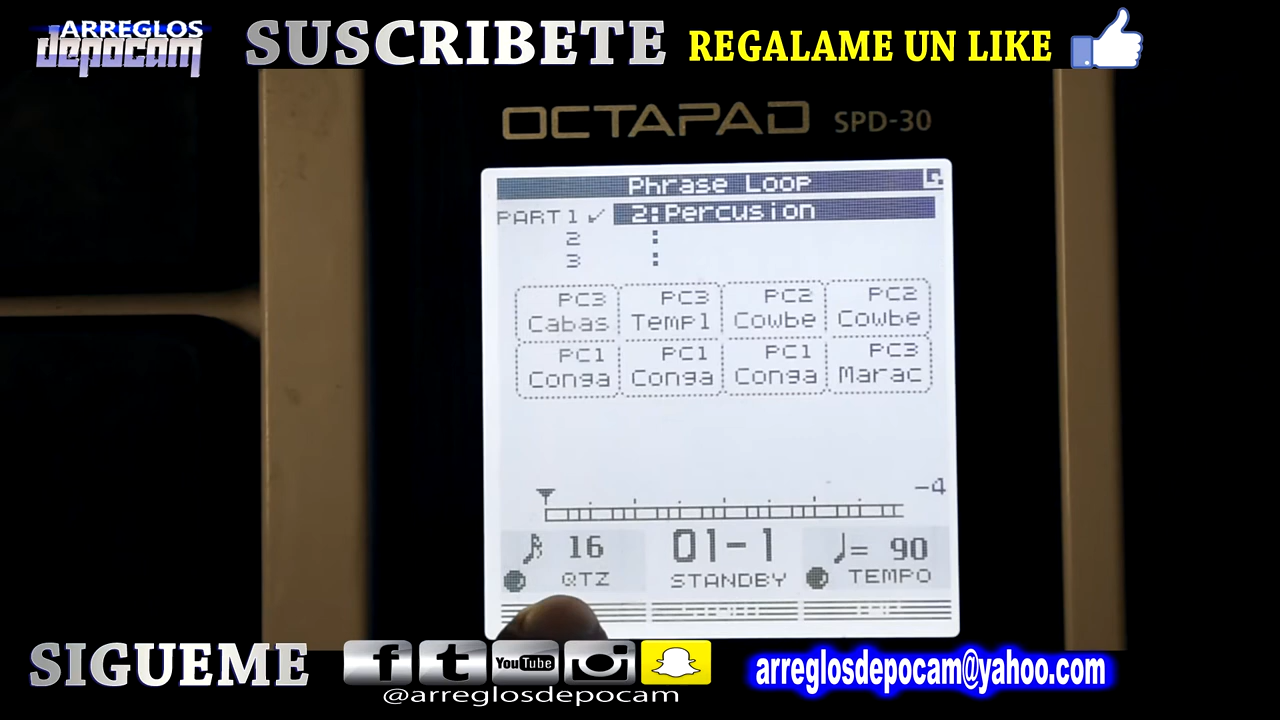 ARREGLOS
depocam
SUSCRIBETE
REGALAME UN LIKE
OCTAPAD SPD-30
Phrase Loop
PART 1 ✓ 2:Percusion
2 :
3 :
PC3 PC3 PC2 PC2
Cabas Templ Cowbe Cowbe
PC1 PC1 PC1 PC3
Conga Conga Conga Marac
-4
16 01-1 = 90
QTZ STANDBY TEMPO
SIGUEME
f t YouTube
@arreglosdepocam
arreglosdepocam@yahoo.com